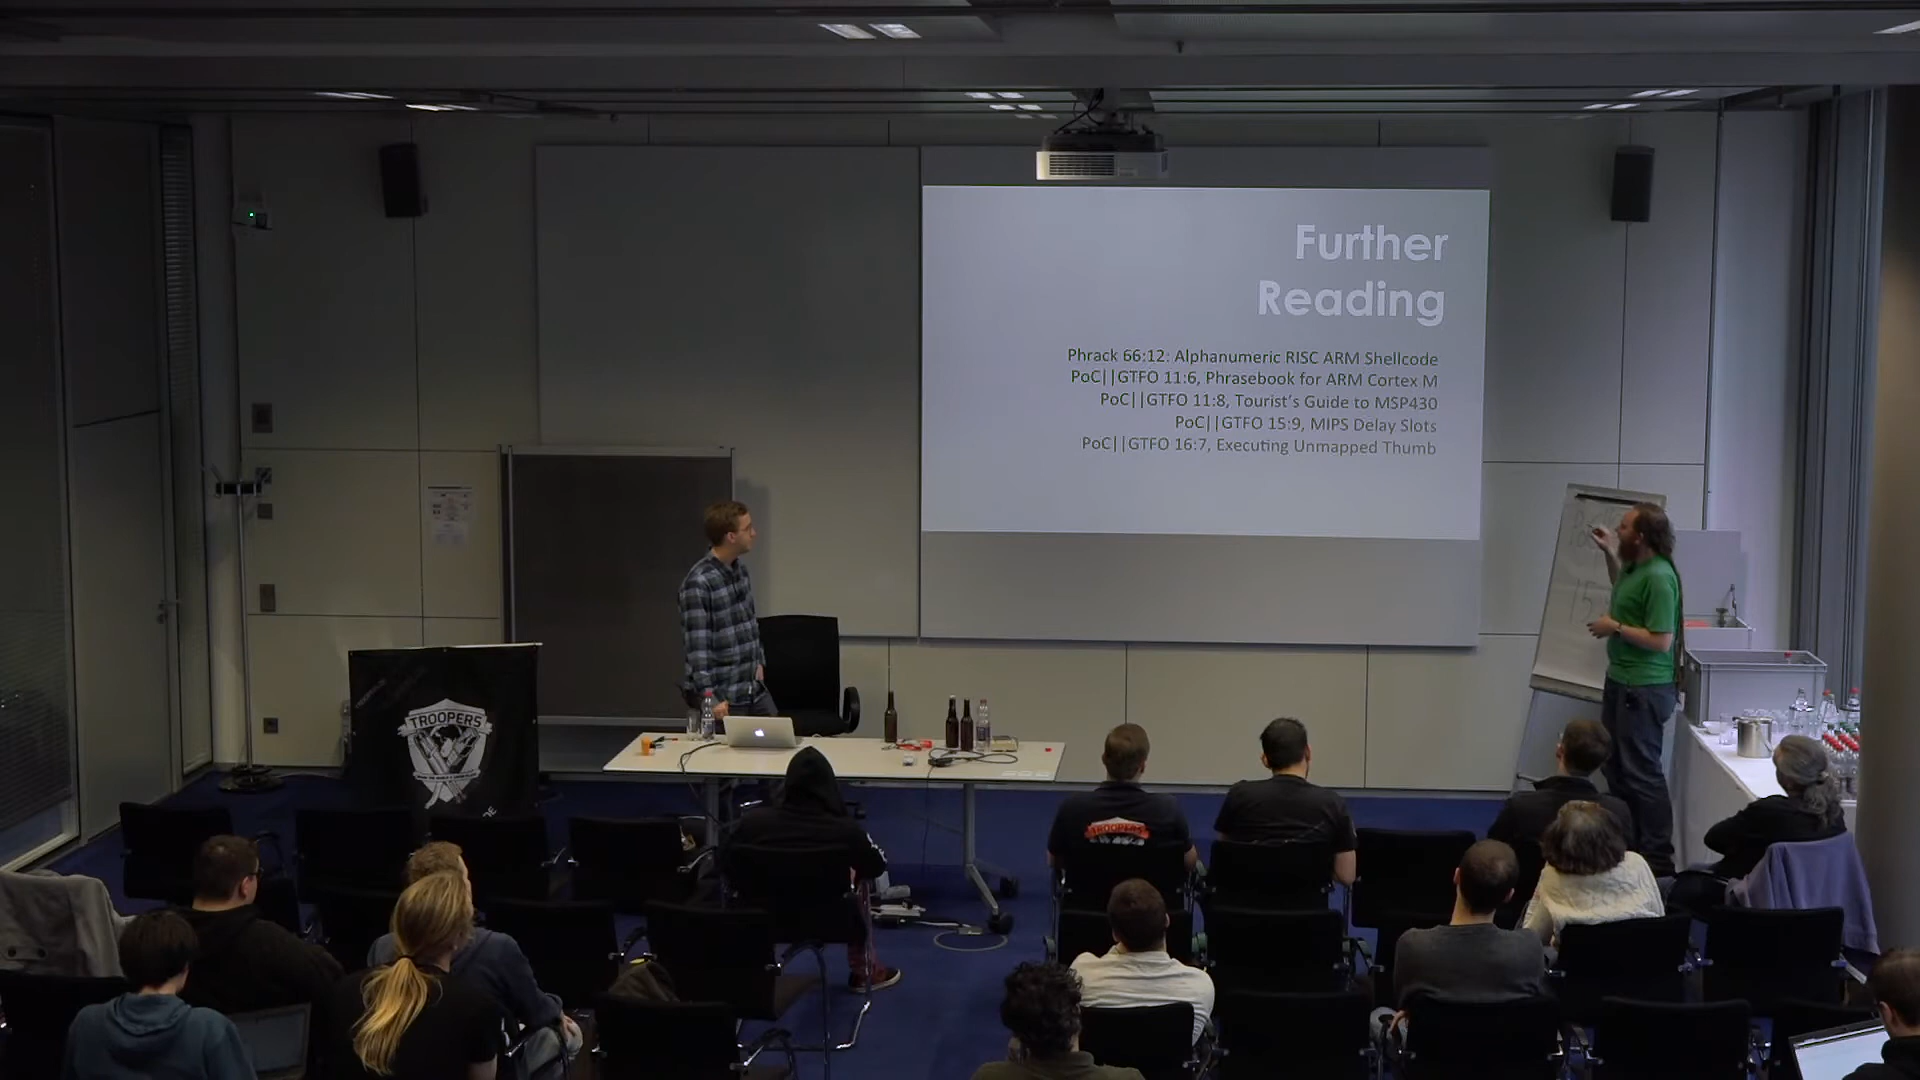 Further
Reading
Phrack 66:12: Alphanumeric RISC ARM Shellcode
PoC||GTFO 11:6, Phrasebook for ARM Cortex M
PoC||GTFO 11:8, Tourist's Guide to MSP430
PoC||GTFO 15:9, MIPS Delay Slots
PoC||GTFO 16:7, Executing Unmapped Thumb
TROOPERS
TROOPERS